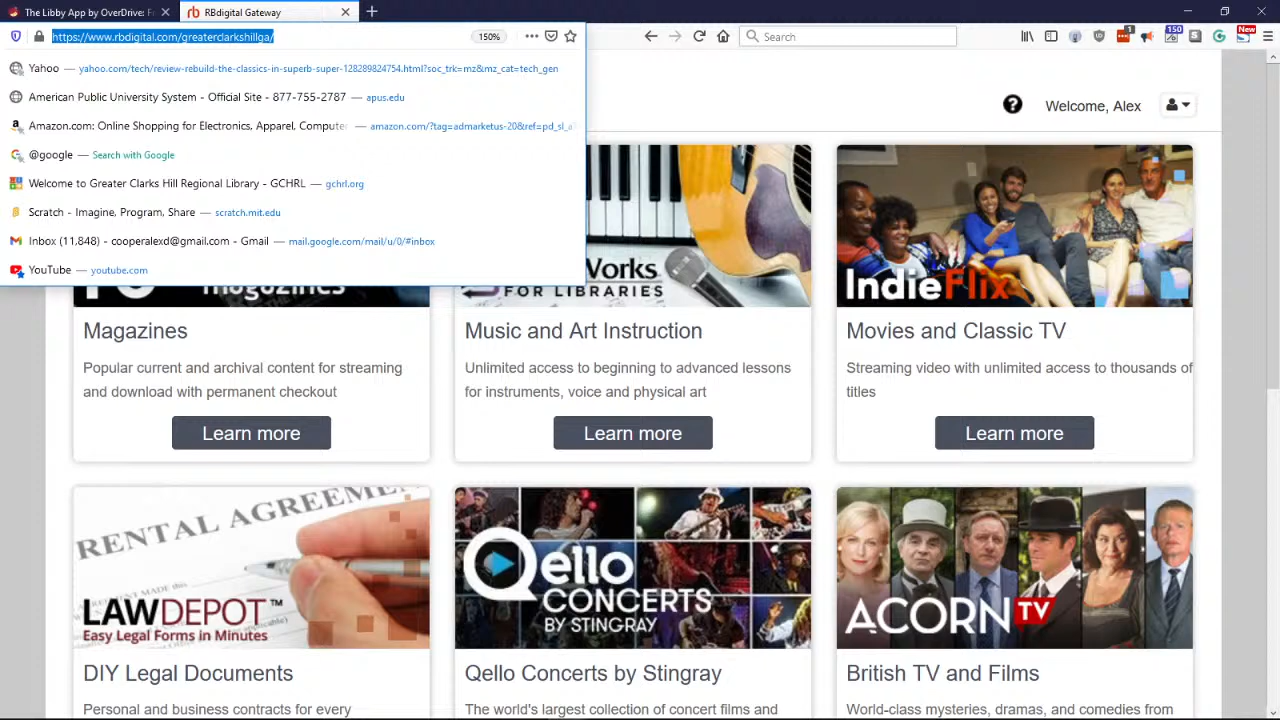 The Libby App by OverDrive: F
RBdigital Gateway
https://www.rbdigital.com/greaterclarkshillga/
150%
Search
1
150
New
Yahoo — yahoo.com/tech/review-rebuild-the-classics-in-superb-super-128289824754.html?soc_trk=mz&mz_cat=tech_gen
American Public University System - Official Site - 877-755-2787 — apus.edu
Amazon.com: Online Shopping for Electronics, Apparel, Computer — amazon.com/?tag=admarketus-20&ref=pd_sl_a
@google — Search with Google
Welcome to Greater Clarks Hill Regional Library - GCHRL — gchrl.org
Scratch - Imagine, Program, Share — scratch.mit.edu
Inbox (11,848) - cooperalexd@gmail.com - Gmail — mail.google.com/mail/u/0/#inbox
YouTube — youtube.com
Welcome, Alex
magazines
Works
FOR LIBRARIES
IndieFlix
Magazines
Popular current and archival content for streaming
and download with permanent checkout
Learn more
Music and Art Instruction
Unlimited access to beginning to advanced lessons
for instruments, voice and physical art
Learn more
Movies and Classic TV
Streaming video with unlimited access to thousands of
titles
Learn more
RENTAL AGREEME
LAWDEPOT™
Easy Legal Forms in Minutes
Qello
CONCERTS
BY STINGRAY
ACORN TV
DIY Legal Documents
Personal and business contracts for every
Qello Concerts by Stingray
The world's largest collection of concert films and
British TV and Films
World-class mysteries, dramas, and comedies from